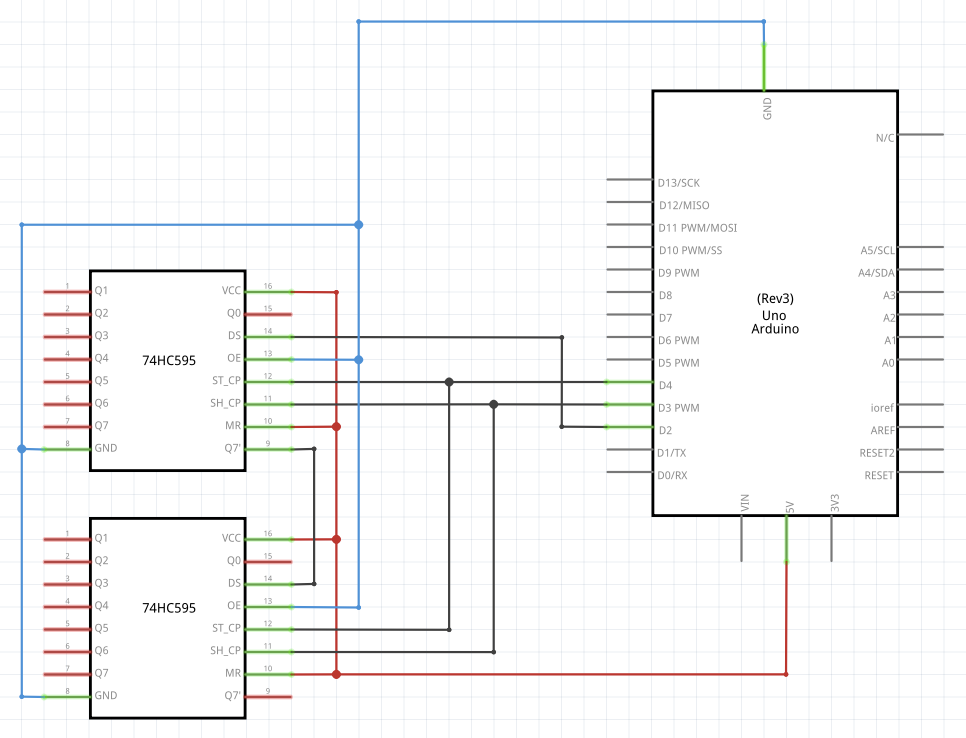 GND
N/C
D13/SCK
D12/MISO
D11 PWM/MOSI
D10 PWM/SS
A5/SCL
D9 PWM
A4/SDA
D8
A3
D7
A2
D6 PWM
A1
D5 PWM
A0
D4
D3 PWM
ioref
D2
AREF
D1/TX
RESET2
D0/RX
RESET
(Rev3)
Uno
Arduino
VIN
5V
3V3
1 Q1 VCC 16
2 Q2 Q0 15
3 Q3 DS 14
4 Q4 OE 13
74HC595
5 Q5 ST_CP 12
6 Q6 SH_CP 11
7 Q7 MR 10
8 GND Q7' 9
1 Q1 VCC 16
2 Q2 Q0 15
3 Q3 DS 14
4 Q4 OE 13
74HC595
5 Q5 ST_CP 12
6 Q6 SH_CP 11
7 Q7 MR 10
8 GND Q7' 9